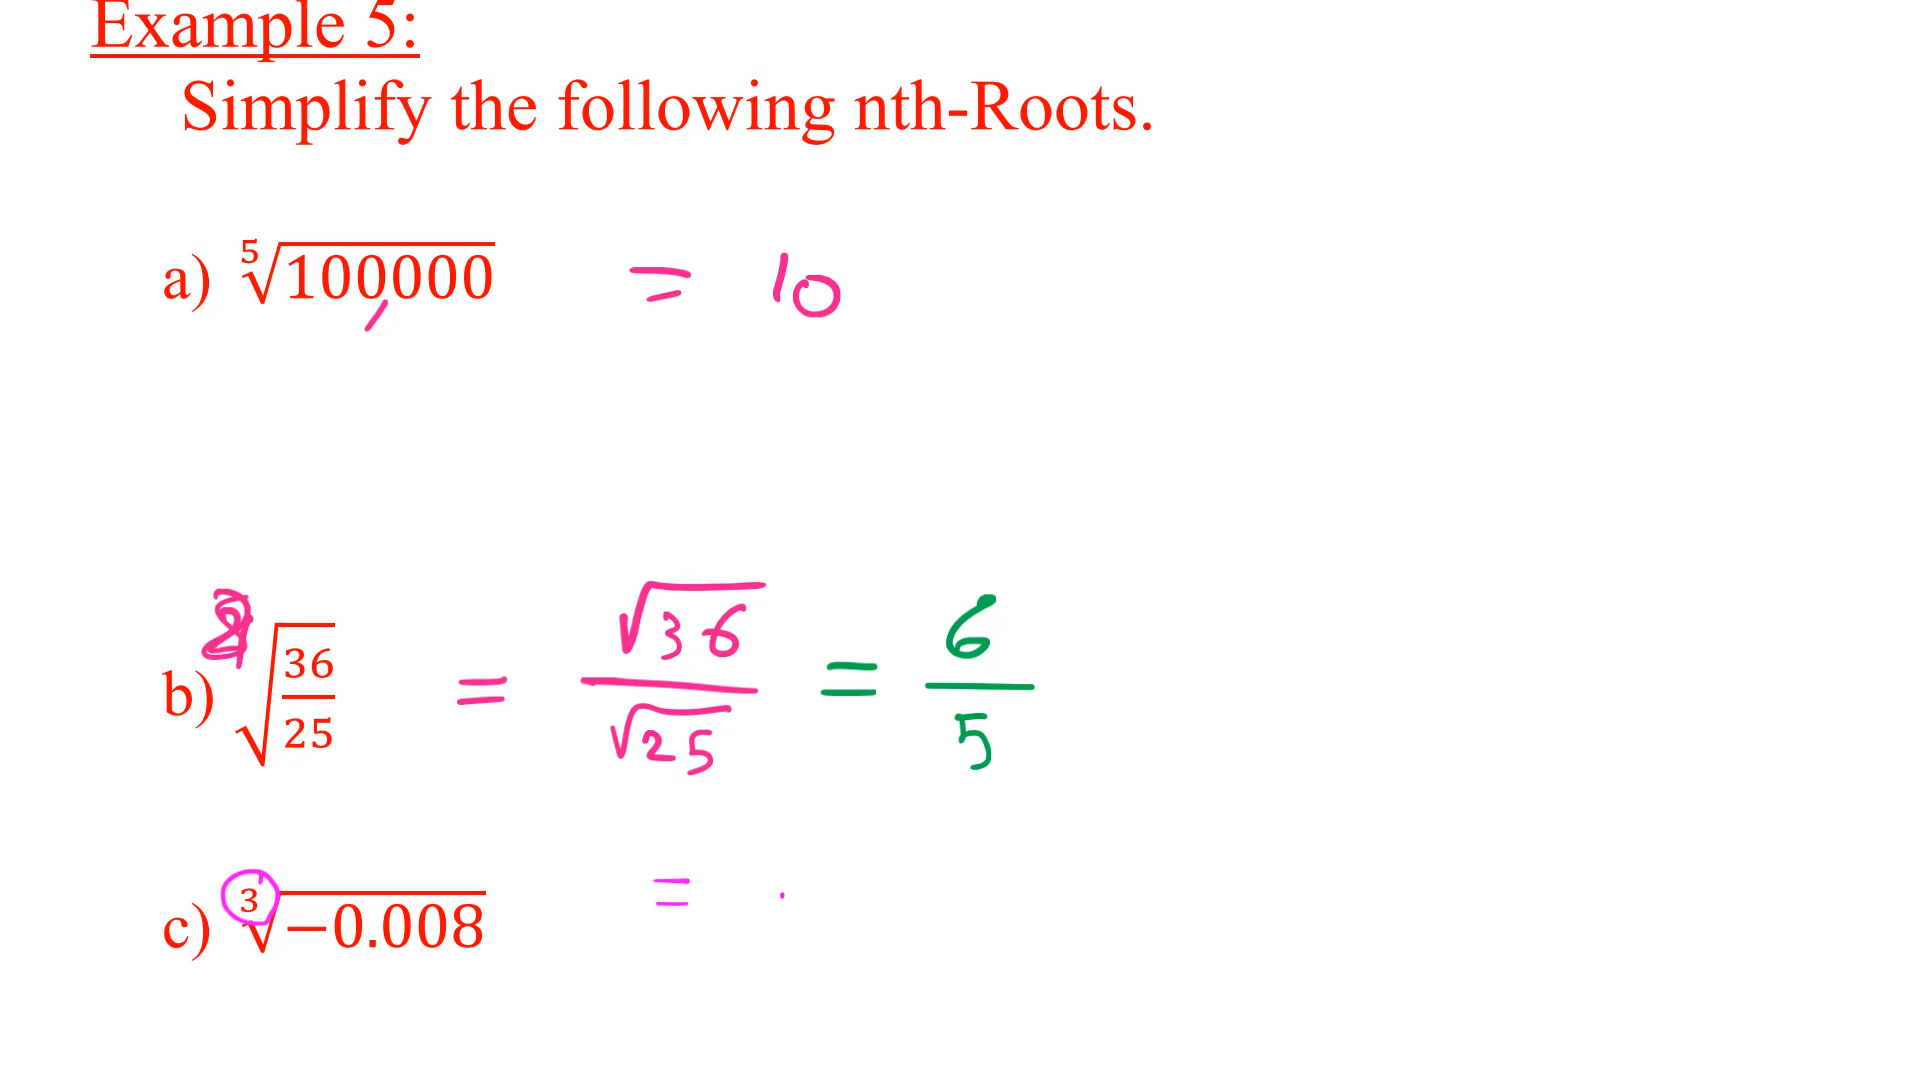 Example 5:
Simplify the following nth-Roots.
a) ⁵√100000 = 10
,
b) ²√(36/25) = √36/√25 = 6/5
c) ³√−0.008 =